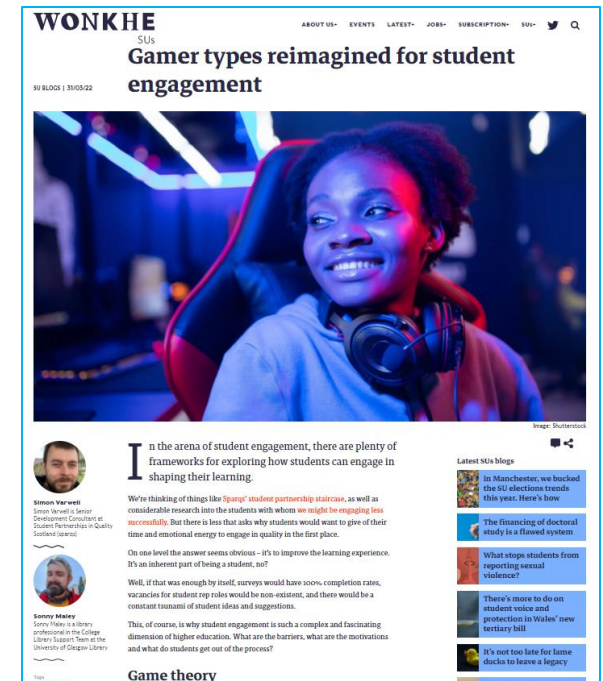 WONKHE
SUs
ABOUT US▾ EVENTS LATEST▾ JOBS▾ SUBSCRIPTION▾ SUs▾
Gamer types reimagined for student
engagement
SU BLOGS | 31/03/22
Image: Shutterstock
Simon Varwell
Simon Varwell is Senior
Development Consultant at
Student Partnerships in Quality
Scotland (sparqs)
Sonny Maley
Sonny Maley is a library
professional in the College
Library Support Team at the
University of Glasgow Library
Tags
In the arena of student engagement, there are plenty of
frameworks for exploring how students can engage in
shaping their learning.
We're thinking of things like Sparqs' student partnership staircase, as well as
considerable research into the students with whom we might be engaging less
successfully. But there is less that asks why students would want to give of their
time and emotional energy to engage in quality in the first place.
On one level the answer seems obvious – it's to improve the learning experience.
It's an inherent part of being a student, no?
Well, if that was enough by itself, surveys would have 100% completion rates,
vacancies for student rep roles would be non-existent, and there would be a
constant tsunami of student ideas and suggestions.
This, of course, is why student engagement is such a complex and fascinating
dimension of higher education. What are the barriers, what are the motivations
and what do students get out of the process?
Game theory
Latest SUs blogs
In Manchester, we bucked
the SU elections trends
this year. Here's how
The financing of doctoral
study is a flawed system
What stops students from
reporting sexual
violence?
There's more to do on
student voice and
protection in Wales' new
tertiary bill
It's not too late for lame
ducks to leave a legacy